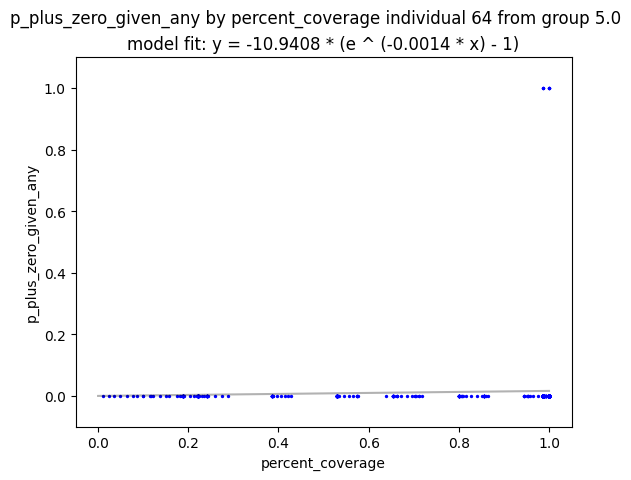 p_plus_zero_given_any by percent_coverage individual 64 from group 5.0
model fit: y = -10.9408 * (e ^ (-0.0014 * x) - 1)
1.0
0.8
0.6
0.4
0.2
0.0
p_plus_zero_given_any
0.0 0.2 0.4 0.6 0.8 1.0
percent_coverage